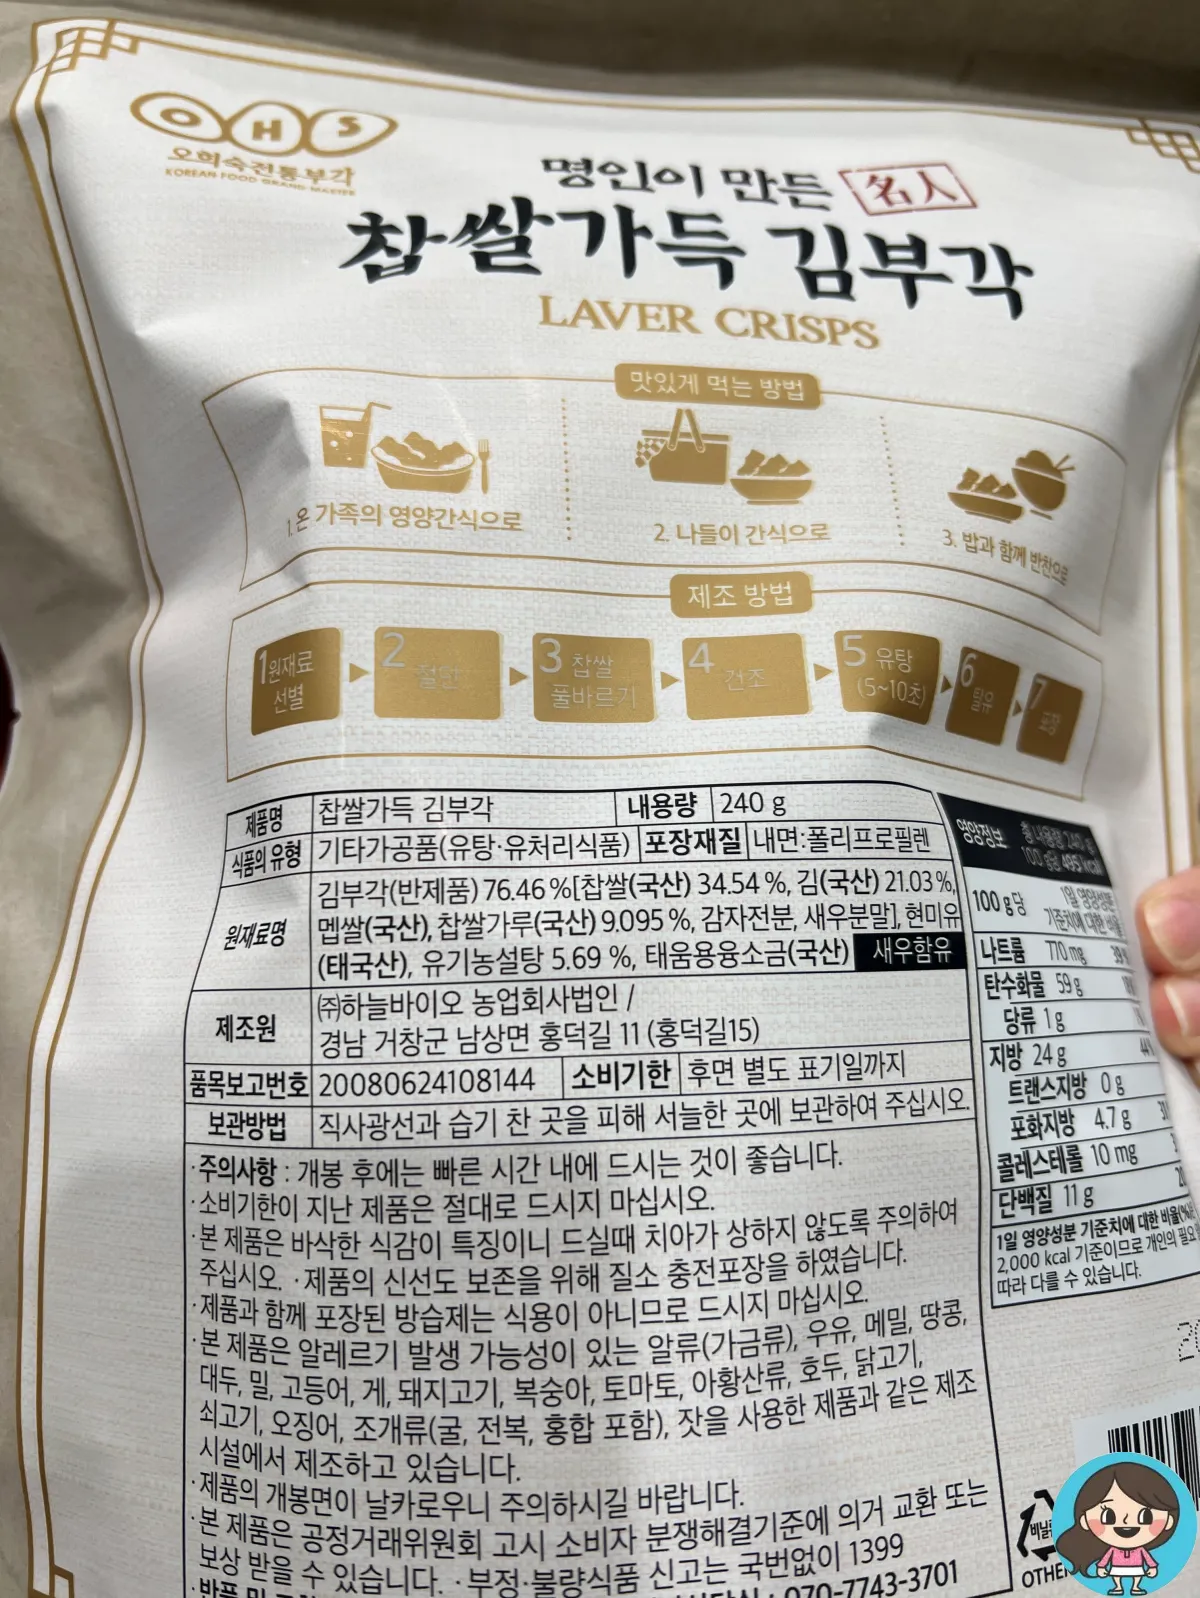 OHS
오희숙전통부각
KOREAN FOOD GRAND MASTER
명인이 만든 名人
찹쌀가득 김부각
LAVER CRISPS
맛있게 먹는 방법
1. 온 가족의 영양간식으로
2. 나들이 간식으로
3. 밥과 함께 반찬으로
제조 방법
1 원재료 선별
2 절단
3 찹쌀 풀바르기
4 건조
5 유탕 (5~10초)
6 탈유
7
제품명 찹쌀가득 김부각 내용량 240 g
식품의 유형 기타가공품(유탕·유처리식품) 포장재질 내면:폴리프로필렌
원재료명 김부각(반제품) 76.46 %[찹쌀(국산) 34.54 %, 김(국산) 21.03 %,
멥쌀(국산), 찹쌀가루(국산) 9.095 %, 감자전분, 새우분말], 현미유
(태국산), 유기농설탕 5.69 %, 태움용융소금(국산) 새우함유
제조원 ㈜하늘바이오 농업회사법인 /
경남 거창군 남상면 홍덕길 11 (홍덕길15)
품목보고번호 20080624108144 소비기한 후면 별도 표기일까지
보관방법 직사광선과 습기 찬 곳을 피해 서늘한 곳에 보관하여 주십시오.
·주의사항 : 개봉 후에는 빠른 시간 내에 드시는 것이 좋습니다.
·소비기한이 지난 제품은 절대로 드시지 마십시오.
·본 제품은 바삭한 식감이 특징이니 드실때 치아가 상하지 않도록 주의하여
주십시오. ·제품의 신선도 보존을 위해 질소 충전포장을 하였습니다.
·제품과 함께 포장된 방습제는 식용이 아니므로 드시지 마십시오.
·본 제품은 알레르기 발생 가능성이 있는 알류(가금류), 우유, 메밀, 땅콩,
대두, 밀, 고등어, 게, 돼지고기, 복숭아, 토마토, 아황산류, 호두, 닭고기,
쇠고기, 오징어, 조개류(굴, 전복, 홍합 포함), 잣을 사용한 제품과 같은 제조
시설에서 제조하고 있습니다.
·제품의 개봉면이 날카로우니 주의하시길 바랍니다.
·본 제품은 공정거래위원회 고시 소비자 분쟁해결기준에 의거 교환 또는
보상 받을 수 있습니다. ·부정·불량식품 신고는 국번없이 1399
070-7743-3701
영양정보 총 내용량 240 g
100 g당 495 kcal
100 g당 1일 영양성분
기준치에 대한
나트륨 770 mg
탄수화물 59 g
당류 1 g
지방 24 g
트랜스지방 0 g
포화지방 4.7 g
콜레스테롤 10 mg
단백질 11 g
1일 영양성분 기준치에 대한 비율(%)
2,000 kcal 기준이므로 개인의 필요
따라 다를 수 있습니다.
OTHER